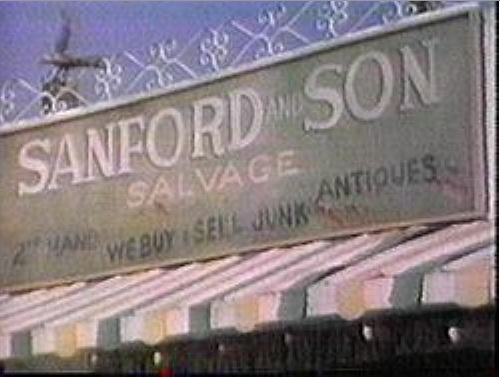 SANFORD AND SON
SALVAGE
2ND HAND WE BUY & SELL JUNK ANTIQUES